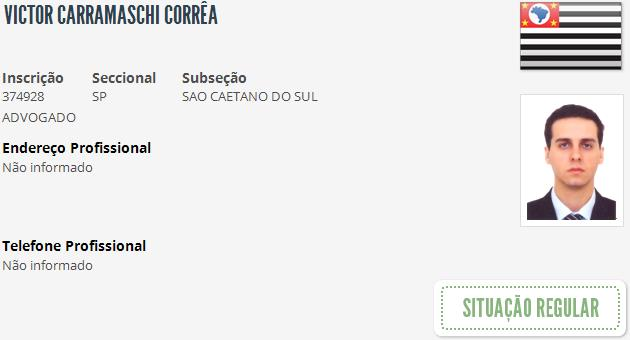 VICTOR CARRAMASCHI CORRÊA
Inscrição Seccional Subseção
374928 SP SAO CAETANO DO SUL
ADVOGADO
Endereço Profissional
Não informado
Telefone Profissional
Não informado
SITUAÇÃO REGULAR